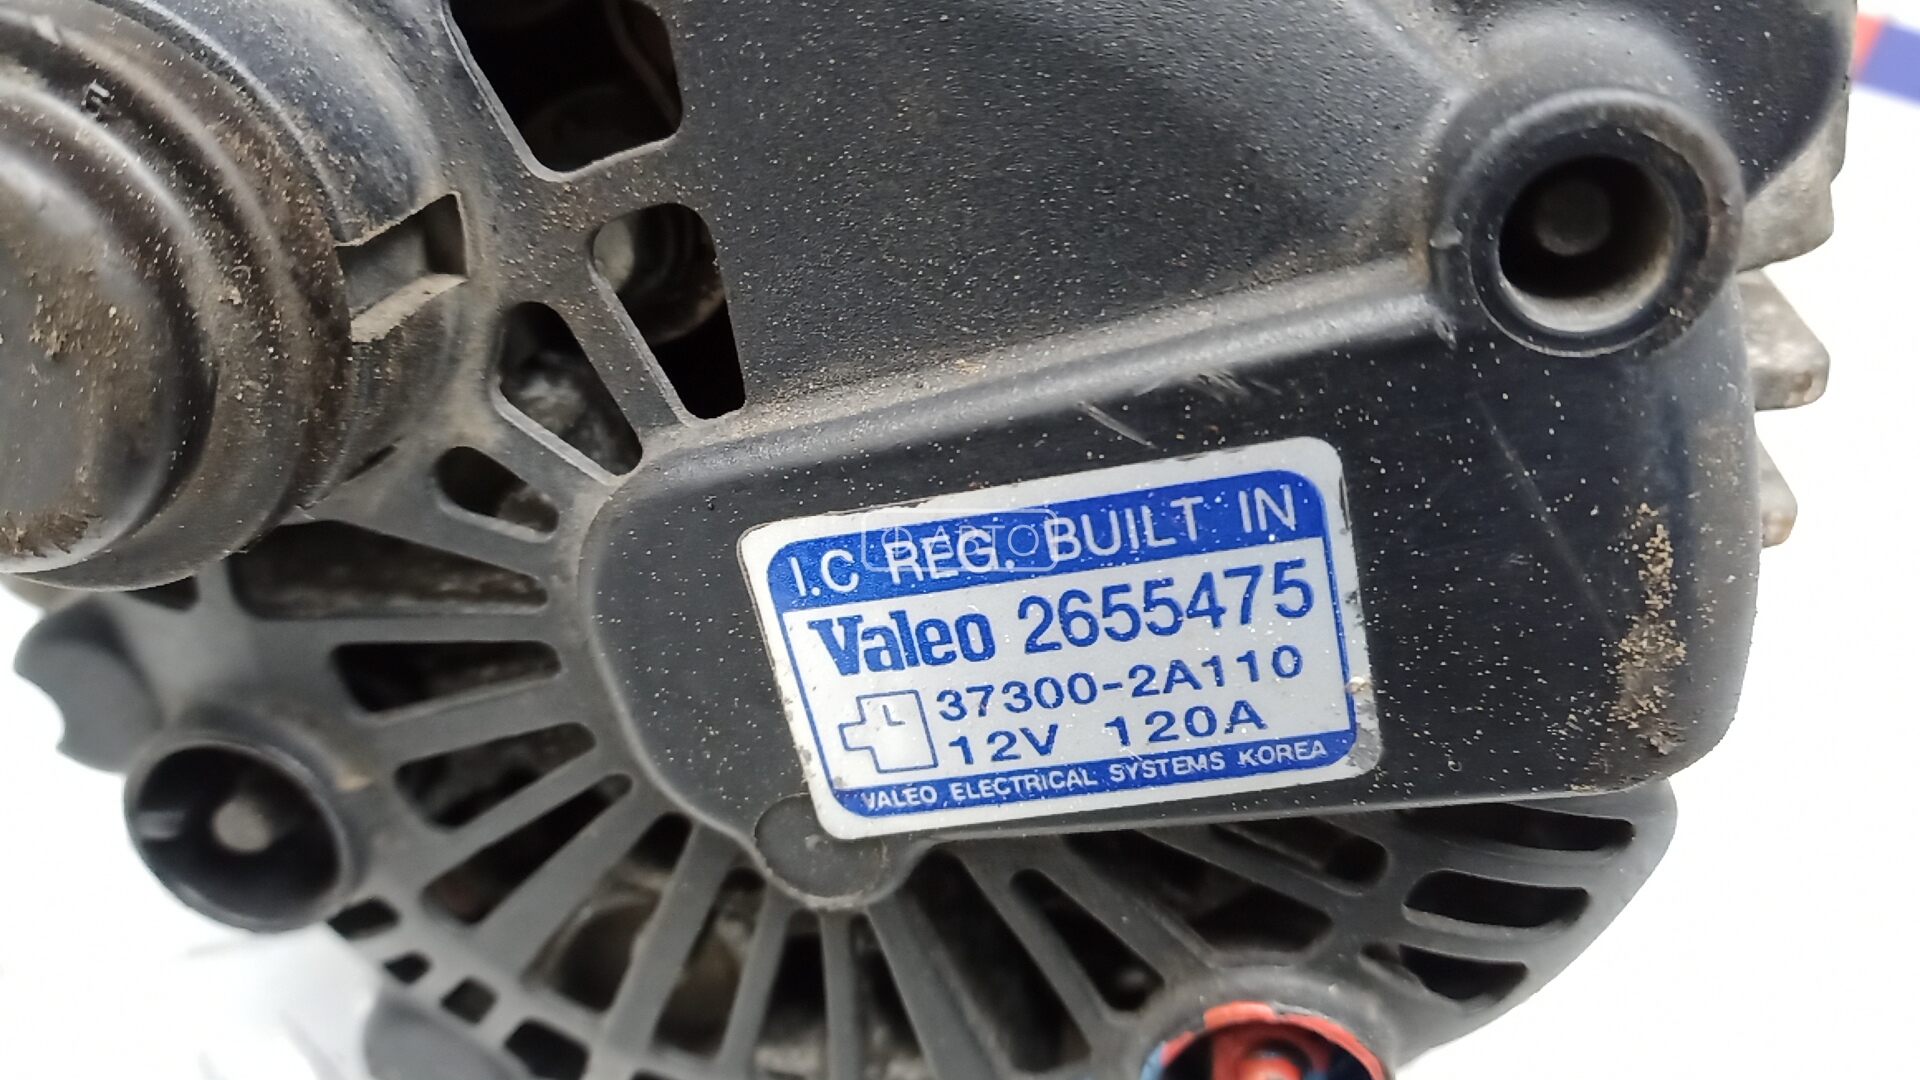 I.C REG. BUILT IN
Valeo 2655475
L 37300-2A110
12V 120A
VALEO ELECTRICAL SYSTEMS KOREA